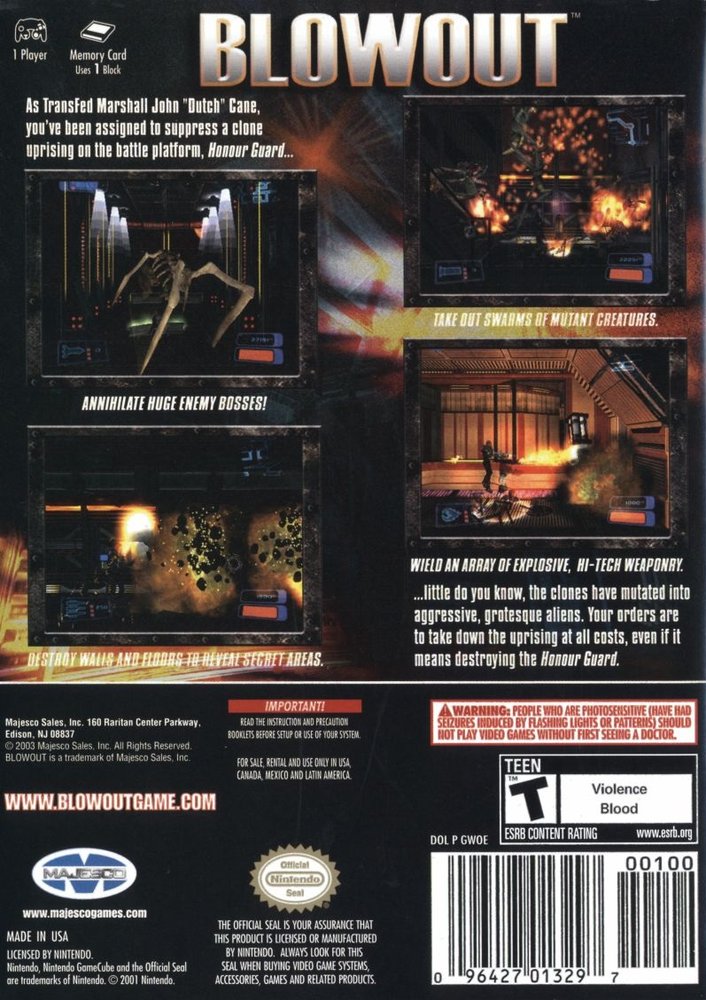 BLOWOUT™
1 Player
Memory Card
Uses 1 Block
As TransFed Marshall John "Dutch" Cane,
you've been assigned to suppress a clone
uprising on the battle platform, Honour Guard...
TAKE OUT SWARMS OF MUTANT CREATURES.
ANNIHILATE HUGE ENEMY BOSSES!
WIELD AN ARRAY OF EXPLOSIVE, HI-TECH WEAPONRY.
DESTROY WALLS AND FLOORS TO REVEAL SECRET AREAS.
...little do you know, the clones have mutated into
aggressive, grotesque aliens. Your orders are
to take down the uprising at all costs, even if it
means destroying the Honour Guard.
Majesco Sales, Inc. 160 Raritan Center Parkway,
Edison, NJ 08837
© 2003 Majesco Sales, Inc. All Rights Reserved.
BLOWOUT is a trademark of Majesco Sales, Inc.
WWW.BLOWOUTGAME.COM
IMPORTANT!
READ THE INSTRUCTION AND PRECAUTION
BOOKLETS BEFORE SETUP OR USE OF YOUR SYSTEM.
FOR SALE, RENTAL AND USE ONLY IN USA,
CANADA, MEXICO AND LATIN AMERICA.
WARNING: PEOPLE WHO ARE PHOTOSENSITIVE (HAVE HAD
SEIZURES INDUCED BY FLASHING LIGHTS OR PATTERNS) SHOULD
NOT PLAY VIDEO GAMES WITHOUT FIRST SEEING A DOCTOR.
TEEN
T™
Violence
Blood
ESRB CONTENT RATING www.esrb.org
DOL P GWOE
MAJESCO
www.majescogames.com
MADE IN USA
LICENSED BY NINTENDO.
Nintendo, Nintendo GameCube and the Official Seal
are trademarks of Nintendo. © 2001 Nintendo.
Official
Nintendo
Seal
THE OFFICIAL SEAL IS YOUR ASSURANCE THAT
THIS PRODUCT IS LICENSED OR MANUFACTURED
BY NINTENDO. ALWAYS LOOK FOR THIS
SEAL WHEN BUYING VIDEO GAME SYSTEMS,
ACCESSORIES, GAMES AND RELATED PRODUCTS.
00100
0 96427 01329 7